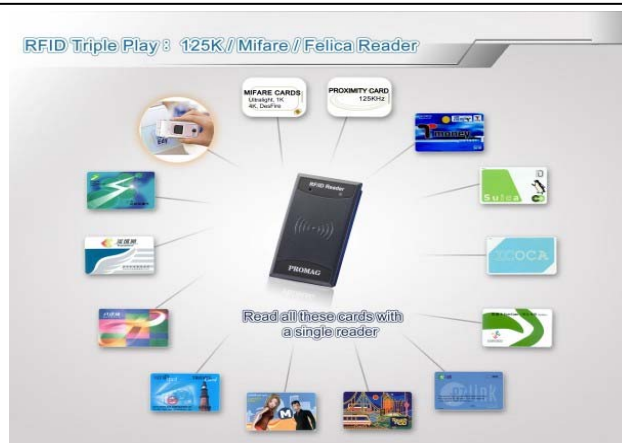 RFID Triple Play : 125K / Mifare / Felica Reader
MIFARE CARDS
Ultralight, 1K
4K, DesFire
PROXIMITY CARD
125KHz
money
RFID Reader
Suica
ICOCA
PROMAG
Read all these cards with
a single reader
M